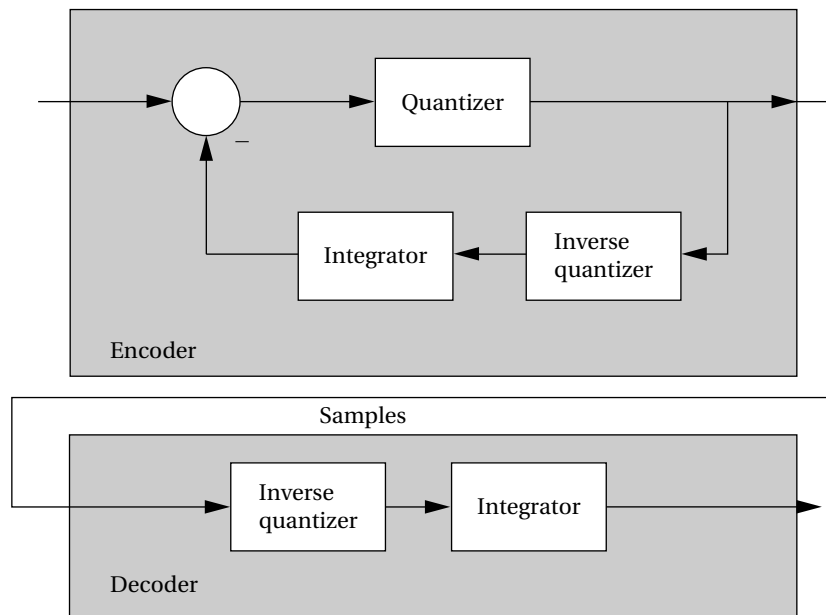 Quantizer
–
Integrator
Inverse
quantizer
Encoder
Samples
Inverse
quantizer
Integrator
Decoder